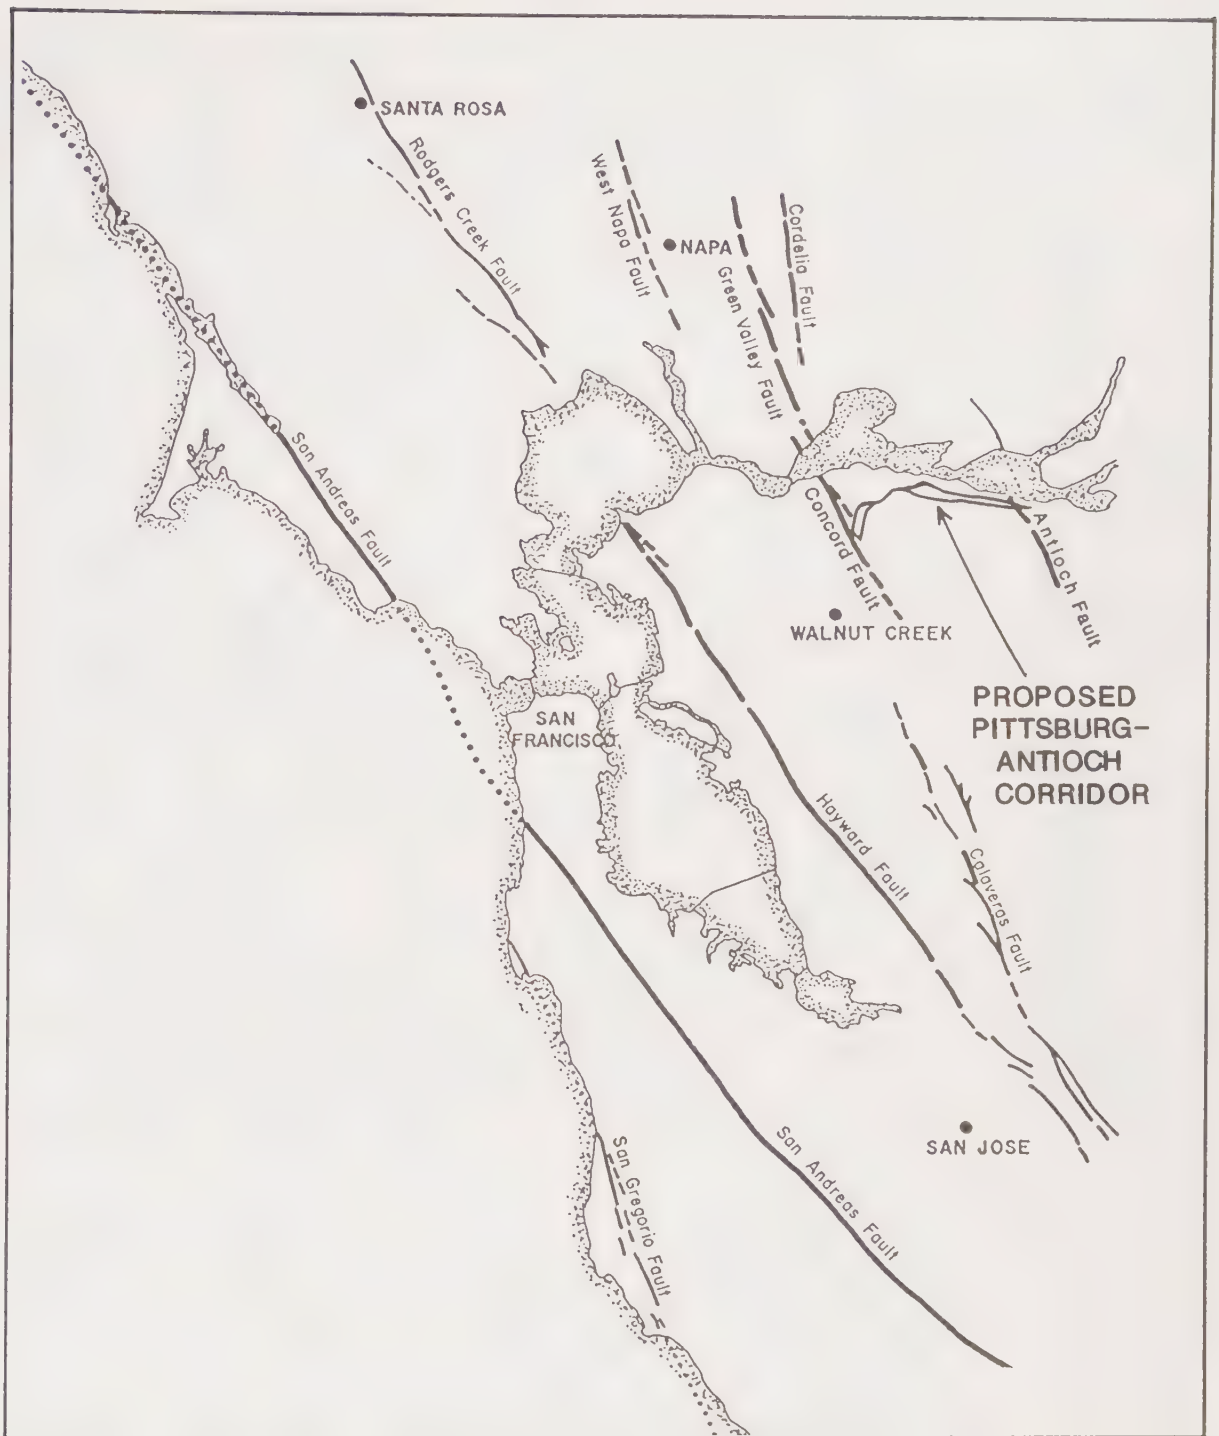 SANTA ROSA
Rodgers Creek Fault
West Napa Fault
NAPA
Green Valley Fault
Cordelia Fault
San Andreas Fault
Concord Fault
Antioch Fault
WALNUT CREEK
PROPOSED
PITTSBURG-
ANTIOCH
CORRIDOR
SAN
FRANCISCO
Hayward Fault
Calaveras Fault
SAN JOSE
San Andreas Fault
San Gregorio Fault